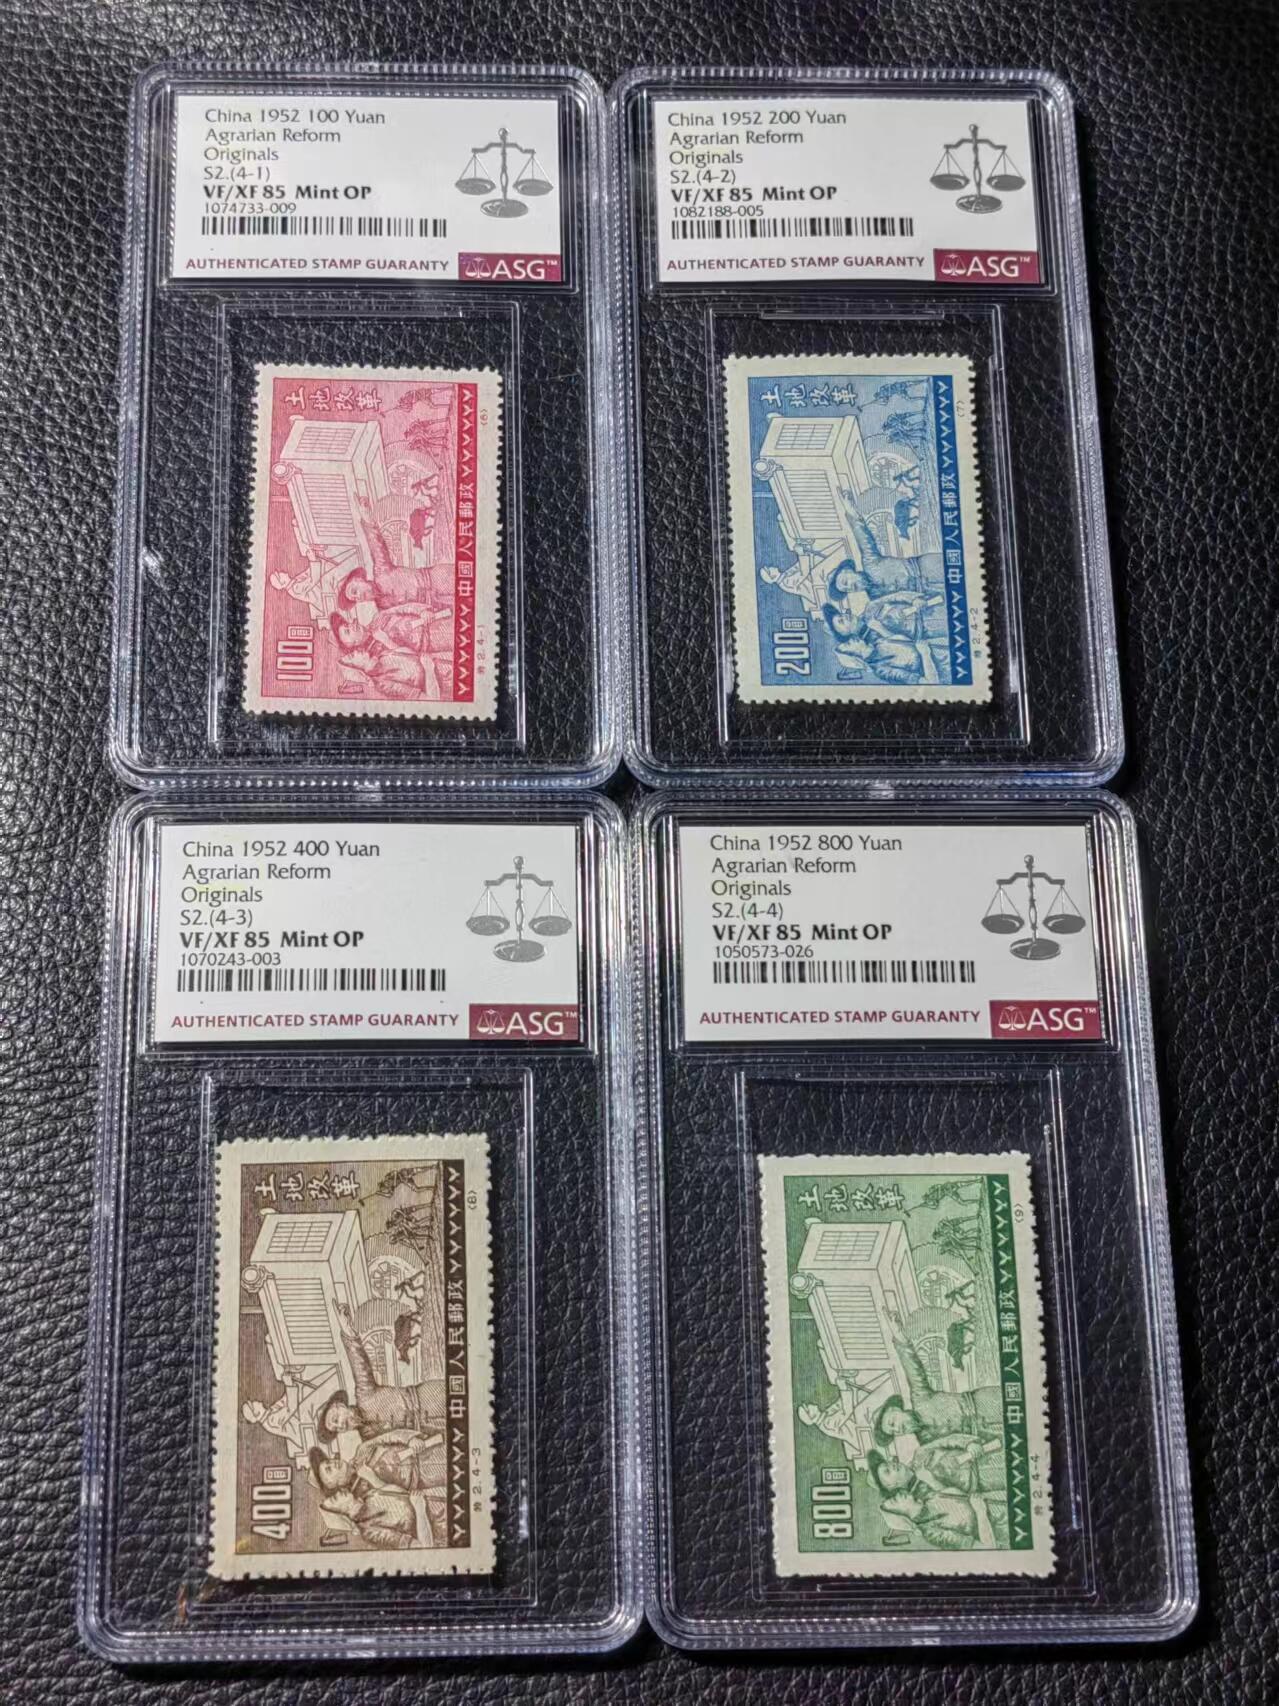 China 1952 100 Yuan
Agrarian Reform
Originals
S2.(4-1)
VF/XF 85 Mint OP
1074733-009
AUTHENTICATED STAMP GUARANTY ASG™
土地改革
中國人民郵政
(6)
100圓
特2.4-1
China 1952 200 Yuan
Agrarian Reform
Originals
S2.(4-2)
VF/XF 85 Mint OP
1082188-005
AUTHENTICATED STAMP GUARANTY ASG™
土地改革
中國人民郵政
(7)
200圓
特2.4-2
China 1952 400 Yuan
Agrarian Reform
Originals
S2.(4-3)
VF/XF 85 Mint OP
1070243-003
AUTHENTICATED STAMP GUARANTY ASG™
土地改革
中國人民郵政
(8)
400圓
特2.4-3
China 1952 800 Yuan
Agrarian Reform
Originals
S2.(4-4)
VF/XF 85 Mint OP
1050573-026
AUTHENTICATED STAMP GUARANTY ASG™
土地改革
中國人民郵政
(9)
800圓
特2.4-4